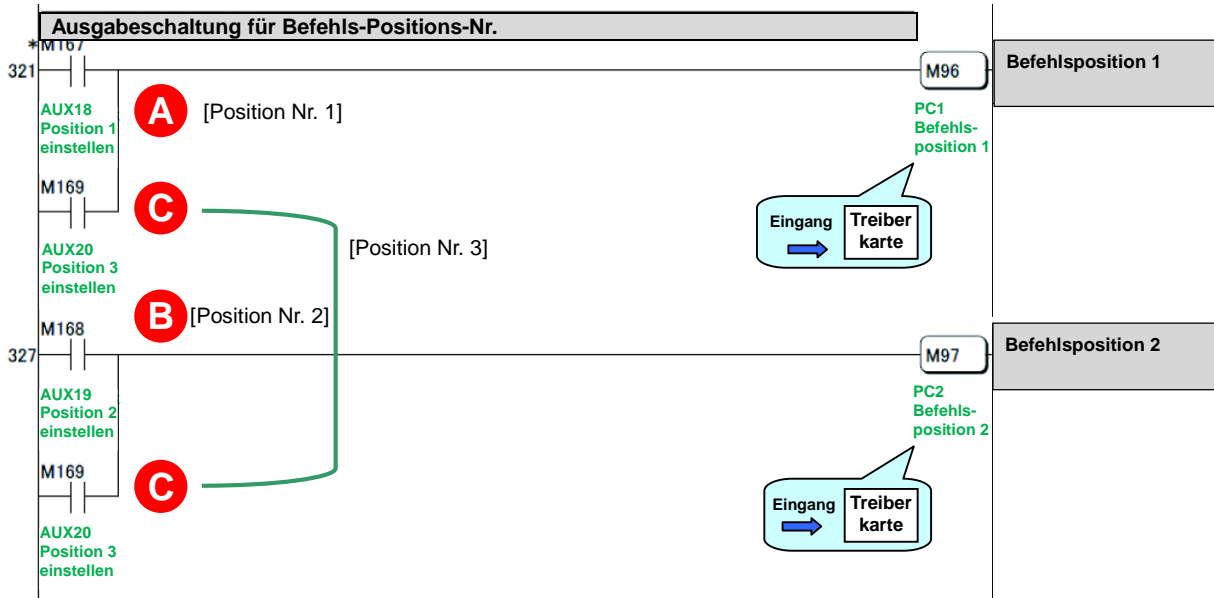 Ausgabeschaltung für Befehls-Positions-Nr.
*M167
321
M96
Befehlsposition 1
AUX18
Position 1
einstellen
A
[Position Nr. 1]
PC1
Befehls-
position 1
M169
C
Eingang
Treiber
karte
AUX20
Position 3
einstellen
[Position Nr. 3]
B
[Position Nr. 2]
M168
327
M97
Befehlsposition 2
AUX19
Position 2
einstellen
PC2
Befehls-
position 2
M169
C
Eingang
Treiber
karte
AUX20
Position 3
einstellen